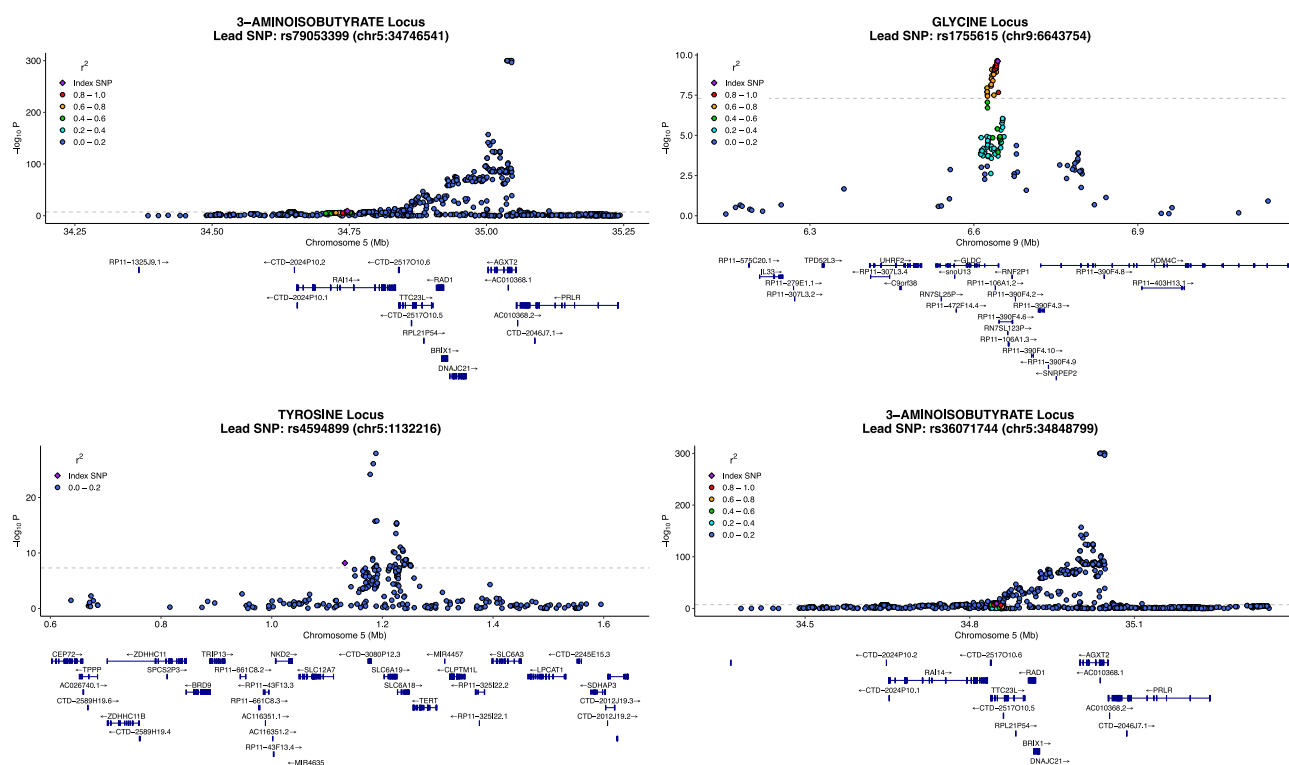 3−AMINOISOBUTYRATE Locus
Lead SNP: rs79053399 (chr5:34746541)
300
200
100
0
−log10 P
r2
Index SNP
0.8 − 1.0
0.6 − 0.8
0.4 − 0.6
0.2 − 0.4
0.0 − 0.2
34.25 34.50 34.75 35.00 35.25
Chromosome 5 (Mb)
RP11−1325J9.1→ ←CTD−2024P10.2 ←CTD−2517O10.6 ←AGXT2
RAI14→ ←RAD1 ←AC010368.1
←CTD−2024P10.1 TTC23L→ ←PRLR
←CTD−2517O10.5 AC010368.2→
RPL21P54→ CTD−2046J7.1→
BRIX1→
DNAJC21→
GLYCINE Locus
Lead SNP: rs1755615 (chr9:6643754)
10.0
7.5
5.0
2.5
0.0
−log10 P
r2
Index SNP
0.8 − 1.0
0.6 − 0.8
0.4 − 0.6
0.2 − 0.4
0.0 − 0.2
6.3 6.6 6.9
Chromosome 9 (Mb)
RP11−575C20.1→ TPD52L3→ UHRF2→ ←GLDC KDM4C→
IL33→ ←RP11−307L3.4 ←snoU13 ←RNF2P1 ←RP11−390F4.8
RP11−279E1.1→ ←C9orf38 RP11−106A1.2→ RP11−403H13.1→
RP11−307L3.2→ RN7SL25P→ RP11−390F4.2→
RP11−472F14.4→ ←RP11−390F4.3
RP11−390F4.6→
RN7SL123P→
RP11−106A1.3→
RP11−390F4.10→
←RP11−390F4.9
←SNRPEP2
TYROSINE Locus
Lead SNP: rs4594899 (chr5:1132216)
20
10
0
−log10 P
r2
Index SNP
0.0 − 0.2
0.6 0.8 1.0 1.2 1.4 1.6
Chromosome 5 (Mb)
CEP72→ ←ZDHHC11 TRIP13→ NKD2→ ←CTD−3080P12.3 MIR4457 ←SLC6A3 ←CTD−2245E15.3
←TPPP SPCS2P3→ RP11−661C8.2→ ←SLC12A7 SLC6A19→ ←CLPTM1L ←LPCAT1
AC026740.1→ ←BRD9 ←RP11−43F13.3 SLC6A18→ ←RP11−325I22.2 ←SDHAP3
CTD−2589H19.6→ RP11−661C8.3→ ←TERT CTD−2012J19.3→
←ZDHHC11B AC116351.1→ ←RP11−325I22.1 CTD−2012J19.2→
←CTD−2589H19.4 AC116351.2→
RP11−43F13.4→
←MIR4635
3−AMINOISOBUTYRATE Locus
Lead SNP: rs36071744 (chr5:34848799)
300
200
100
0
−log10 P
r2
Index SNP
0.8 − 1.0
0.6 − 0.8
0.4 − 0.6
0.2 − 0.4
0.0 − 0.2
34.5 34.8 35.1
Chromosome 5 (Mb)
←CTD−2024P10.2 ←CTD−2517O10.6 ←AGXT2
RAI14→ ←RAD1 ←AC010368.1
←CTD−2024P10.1 TTC23L→ ←PRLR
←CTD−2517O10.5 AC010368.2→
RPL21P54→ CTD−2046J7.1→
BRIX1→
DNAJC21→